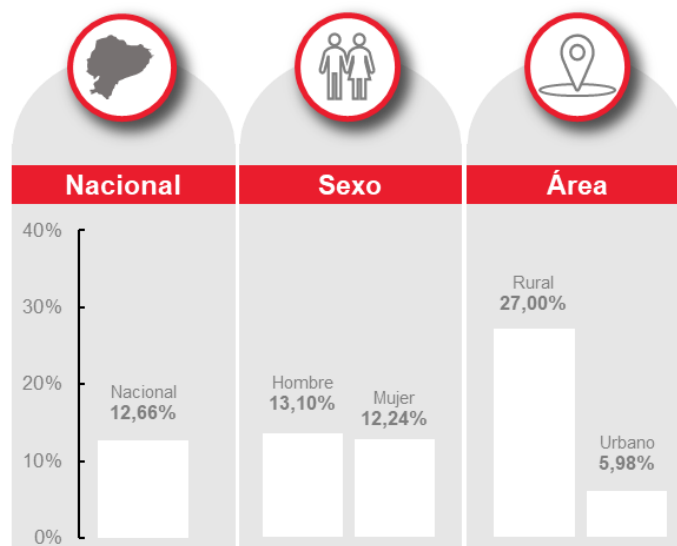 Nacional
Sexo
Área
40%
30%
20%
10%
0%
Nacional
12,66%
Hombre
13,10%
Mujer
12,24%
Rural
27,00%
Urbano
5,98%